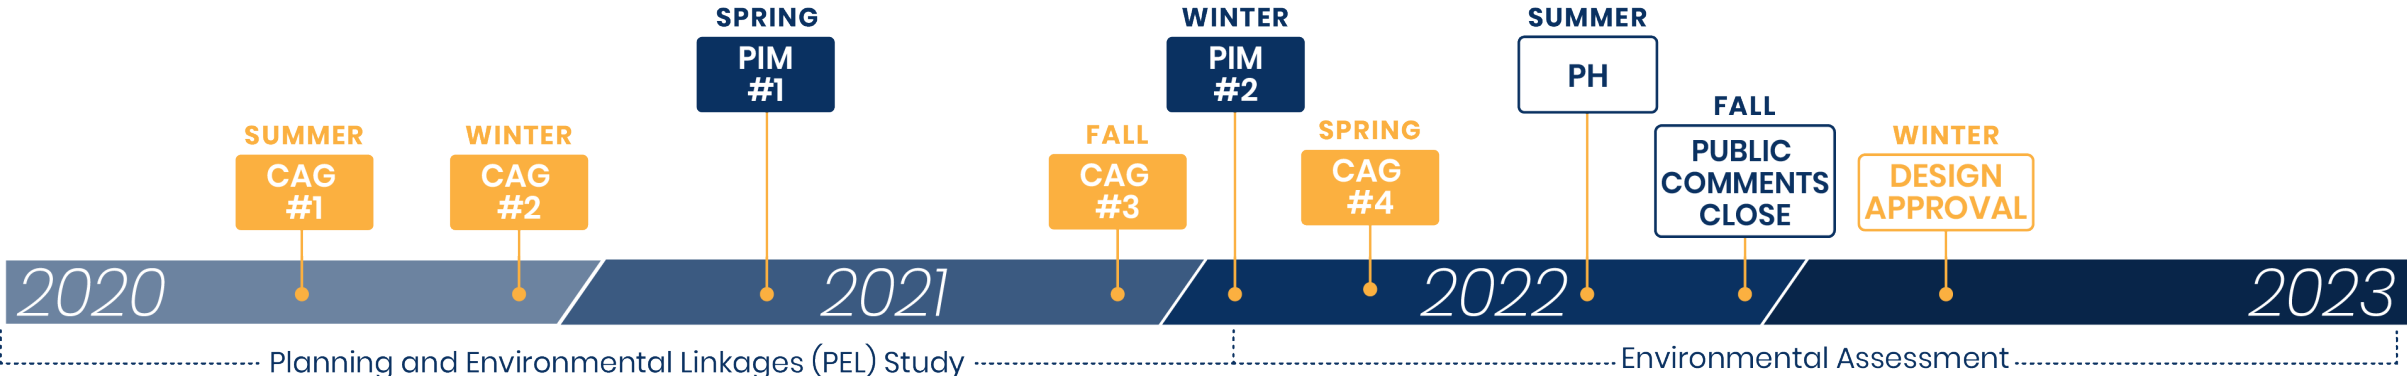 SPRING
PIM
#1
WINTER
PIM
#2
SUMMER
PH
SUMMER
CAG
#1
WINTER
CAG
#2
FALL
CAG
#3
SPRING
CAG
#4
FALL
PUBLIC
COMMENTS
CLOSE
WINTER
DESIGN
APPROVAL
2020
2021
2022
2023
Planning and Environmental Linkages (PEL) Study
Environmental Assessment